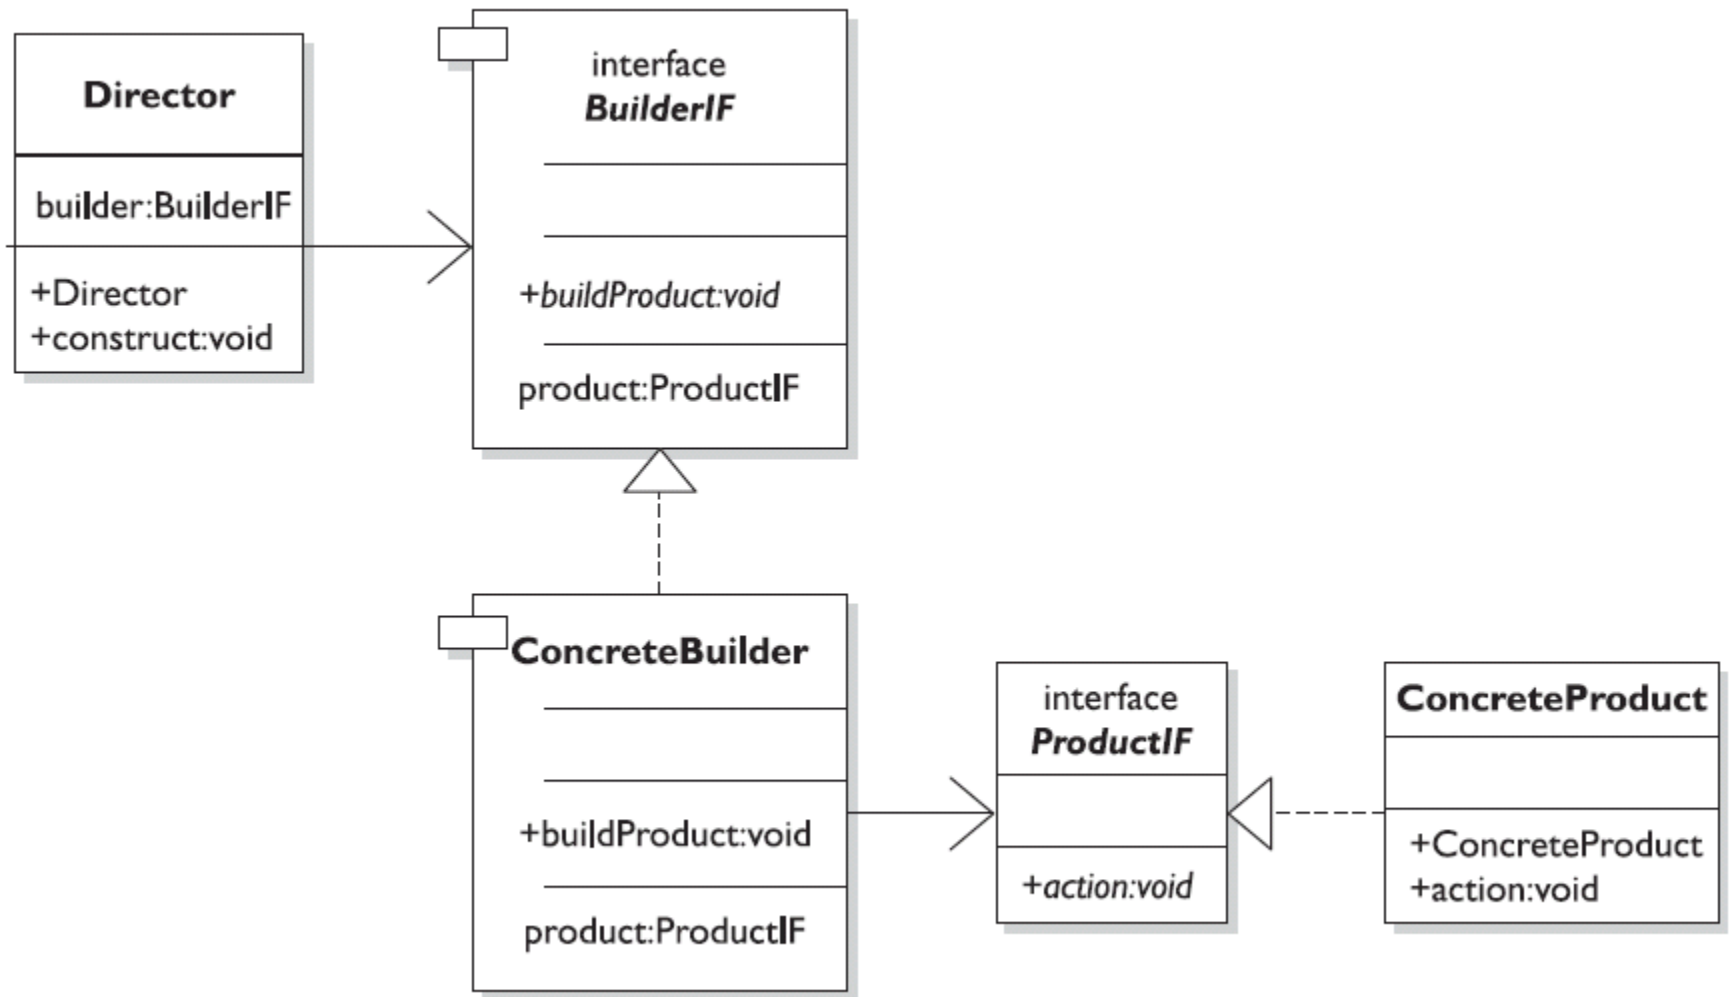 Director
builder:BuilderIF
+Director
+construct:void
interface
BuilderIF
+buildProduct:void
product:ProductIF
ConcreteBuilder
+buildProduct:void
product:ProductIF
interface
ProductIF
+action:void
ConcreteProduct
+ConcreteProduct
+action:void